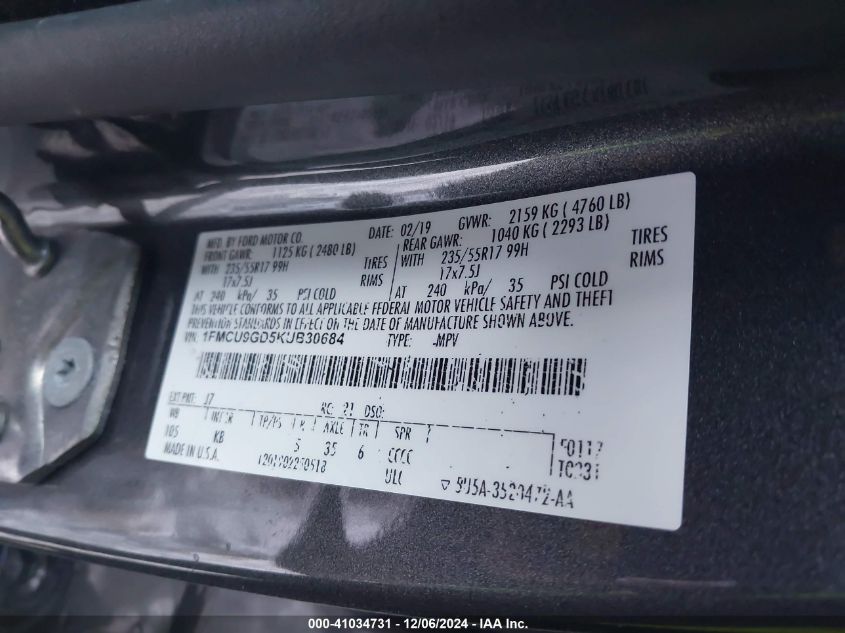 MFD. BY FORD MOTOR CO. DATE: 02/19 GVWR: 2159 KG ( 4760 LB)
FRONT GAWR: 1125 KG ( 2480 LB) REAR GAWR: 1040 KG ( 2293 LB)
WITH 235/55R17 99H TIRES WITH 235/55R17 99H TIRES
17x7.5J RIMS 17x7.5J RIMS
AT 240 kPa/ 35 PSI COLD AT 240 kPa/ 35 PSI COLD
THIS VEHICLE CONFORMS TO ALL APPLICABLE FEDERAL MOTOR VEHICLE SAFETY AND THEFT
PREVENTION STANDARDS IN EFFECT ON THE DATE OF MANUFACTURE SHOWN ABOVE.
VIN: 1FMCU9GD5KUB30684 TYPE: MPV
EXT PNT: J7 RC: 21 DSO:
WB INT TR TP/PS R AXLE TR SPR
105 KB 5 35 6 CCCC
MADE IN U.S.A. ULC
000-41034731 - 12/06/2024 - IAA Inc.